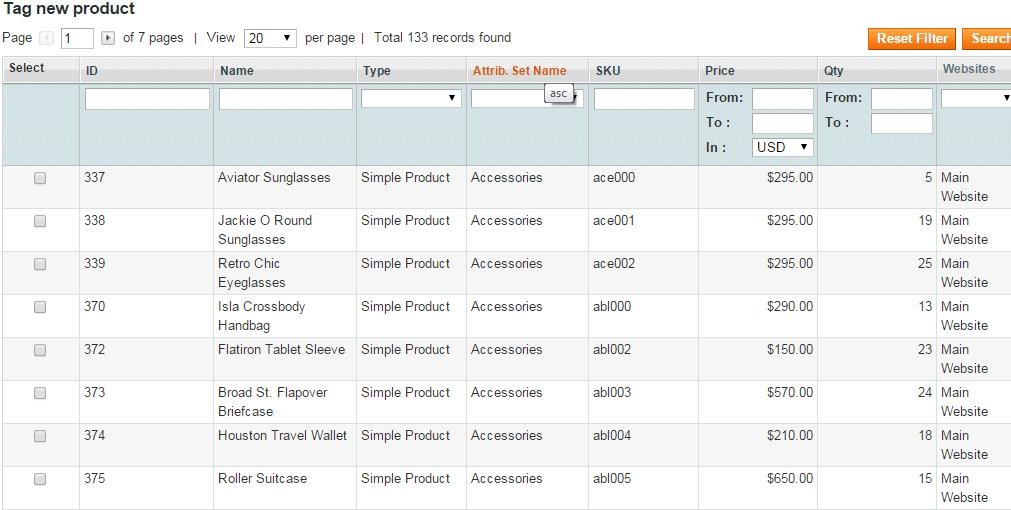 Tag new product
Page 1 of 7 pages | View 20 per page | Total 133 records found Reset Filter Search
Select ID Name Type Attrib. Set Name SKU Price Qty Websites
asc
From: From:
To : To :
In : USD
337 Aviator Sunglasses Simple Product Accessories ace000 $295.00 5 Main
Website
338 Jackie O Round Simple Product Accessories ace001 $295.00 19 Main
Sunglasses Website
339 Retro Chic Simple Product Accessories ace002 $295.00 25 Main
Eyeglasses Website
370 Isla Crossbody Simple Product Accessories abl000 $290.00 13 Main
Handbag Website
372 Flatiron Tablet Sleeve Simple Product Accessories abl002 $150.00 23 Main
Website
373 Broad St. Flapover Simple Product Accessories abl003 $570.00 24 Main
Briefcase Website
374 Houston Travel Wallet Simple Product Accessories abl004 $210.00 18 Main
Website
375 Roller Suitcase Simple Product Accessories abl005 $650.00 15 Main
Website